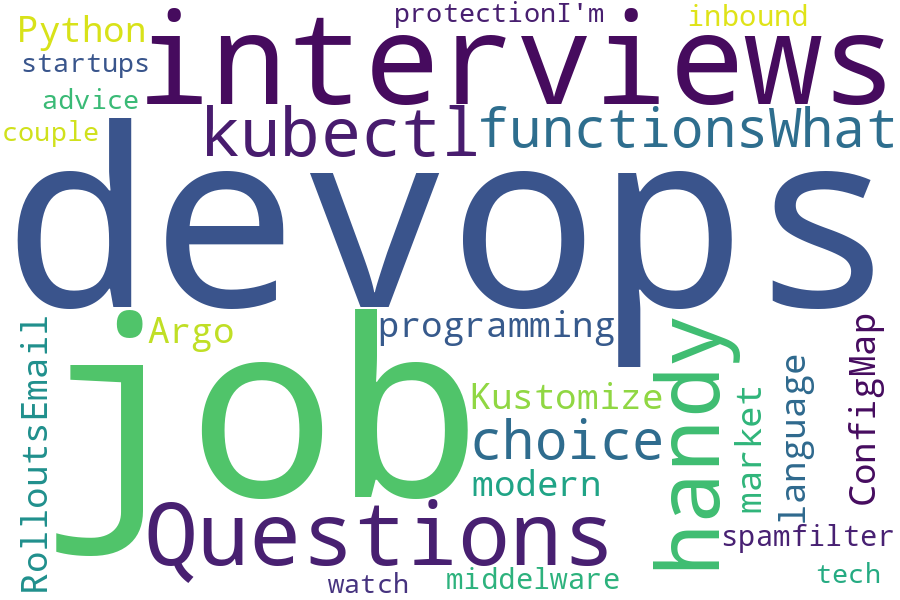 protectionI'm
inbound
Python
interviews
startups
advice
kubectl
functionsWhat
couple
devops
Argo
programming
job
RolloutsEmail
handy
Kustomize
choice
market
language
ConfigMap
modern
Questions
spamfilter
watch
middelware
tech